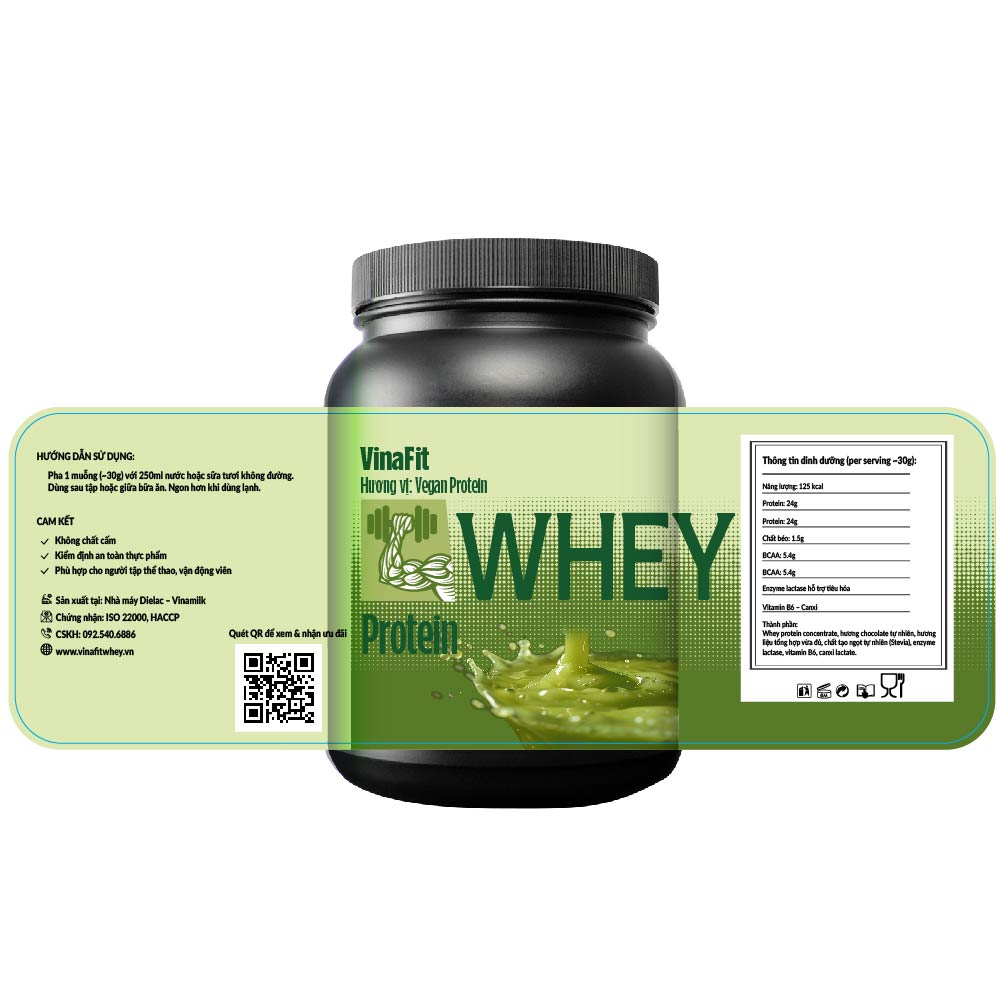 HƯỚNG DẪN SỬ DỤNG:
Pha 1 muỗng (~30g) với 250ml nước hoặc sữa tươi không đường.
Dùng sau tập hoặc giữa bữa ăn. Ngon hơn khi dùng lạnh.
CAM KẾT
Không chất cấm
Kiểm định an toàn thực phẩm
Phù hợp cho người tập thể thao, vận động viên
Sản xuất tại: Nhà máy Dielac – Vinamilk
Chứng nhận: ISO 22000, HACCP
CSKH: 092.540.6886
www.vinafitwhey.vn
Quét QR để xem & nhận ưu đãi
VinaFit
Hương vị: Vegan Protein
WHEY
Protein
Thông tin dinh dưỡng (per serving ~30g):
Năng lượng: 125 kcal
Protein: 24g
Protein: 24g
Chất béo: 1.5g
BCAA: 5.4g
BCAA: 5.4g
Enzyme lactase hỗ trợ tiêu hóa
Vitamin B6 – Canxi
Thành phần:
Whey protein concentrate, hương chocolate tự nhiên, hương
liệu tổng hợp vừa đủ, chất tạo ngọt tự nhiên (Stevia), enzyme
lactase, vitamin B6, canxi lactate.